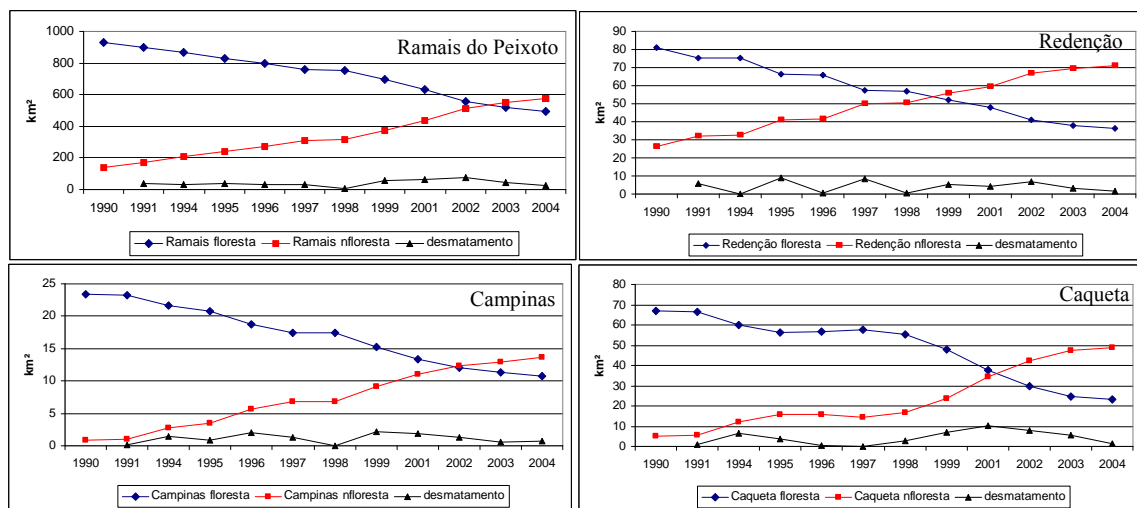 Ramais do Peixoto
km²
1000
800
600
400
200
0
1990 1991 1994 1995 1996 1997 1998 1999 2001 2002 2003 2004
Ramais floresta Ramais nfloresta desmatamento
Redenção
km²
90
80
70
60
50
40
30
20
10
0
1990 1991 1994 1995 1996 1997 1998 1999 2001 2002 2003 2004
Redenção floresta Redenção nfloresta desmatamento
Campinas
km²
25
20
15
10
5
0
1990 1991 1994 1995 1996 1997 1998 1999 2001 2002 2003 2004
Campinas floresta Campinas nfloresta desmatamento
Caqueta
km²
80
70
60
50
40
30
20
10
0
1990 1991 1994 1995 1996 1997 1998 1999 2001 2002 2003 2004
Caqueta floresta Caqueta nfloresta desmatamento